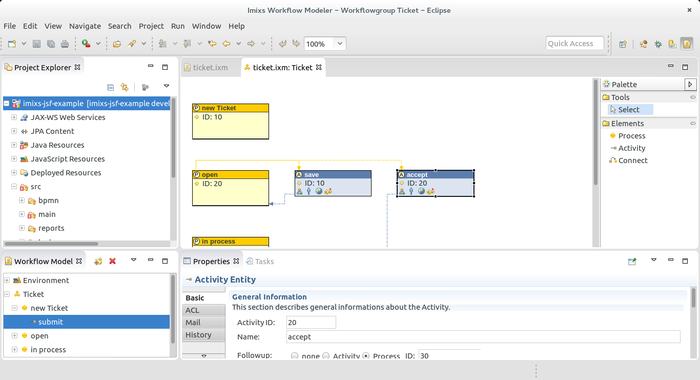 Imixs Workflow Modeler – Workflowgroup Ticket – Eclipse
File Edit View Navigate Search Project Run Window Help
100%
Quick Access
Project Explorer
imixs-jsf-example [imixs-jsf-example devel
JAX-WS Web Services
JPA Content
Java Resources
JavaScript Resources
Deployed Resources
src
bpmn
main
reports
ticket.ixm
ticket.ixm: Ticket
new Ticket
ID: 10
open
ID: 20
save
ID: 10
accept
ID: 20
in process
Palette
Tools
Select
Elements
Process
Activity
Connect
Workflow Model
Environment
Ticket
new Ticket
submit
open
in process
Properties
Tasks
Activity Entity
Basic
ACL
Mail
History
General Information
This section describes general informations about the Activity.
Activity ID: 20
Name: accept
Followup: none Activity Process ID: 30